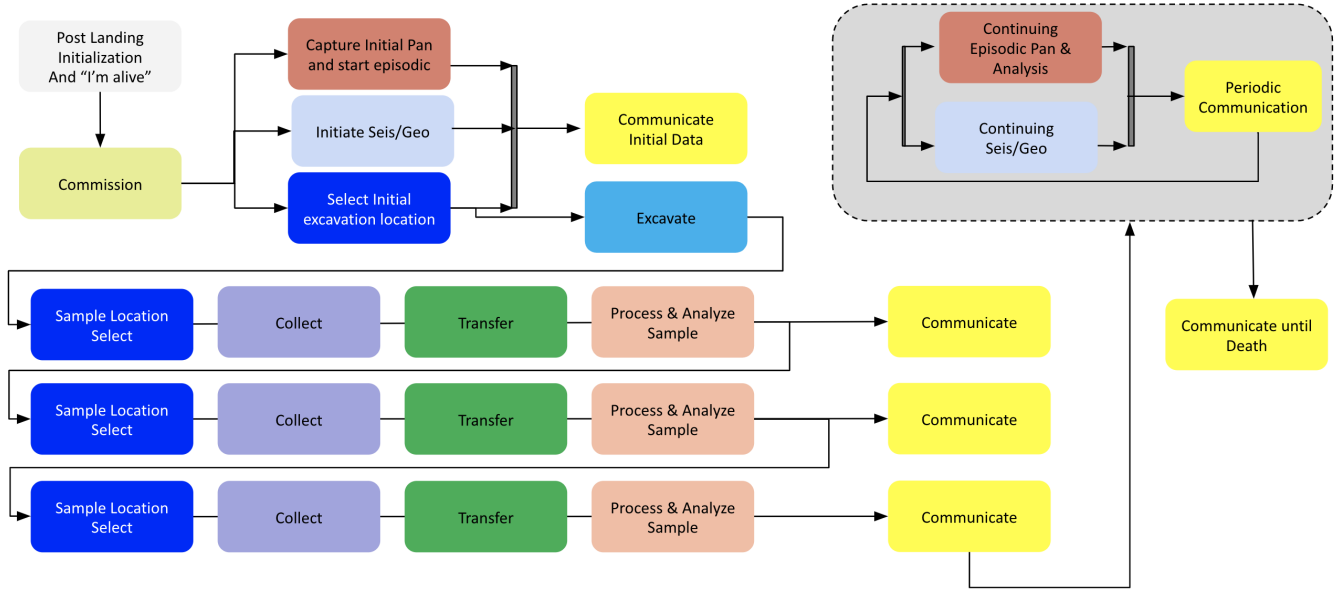 Post Landing
Initialization
And “I’m alive”
Commission
Capture Initial Pan
and start episodic
Initiate Seis/Geo
Select Initial
excavation location
Communicate
Initial Data
Excavate
Continuing
Episodic Pan &
Analysis
Continuing
Seis/Geo
Periodic
Communication
Sample Location
Select
Collect
Transfer
Process & Analyze
Sample
Communicate
Communicate until
Death
Sample Location
Select
Collect
Transfer
Process & Analyze
Sample
Communicate
Sample Location
Select
Collect
Transfer
Process & Analyze
Sample
Communicate